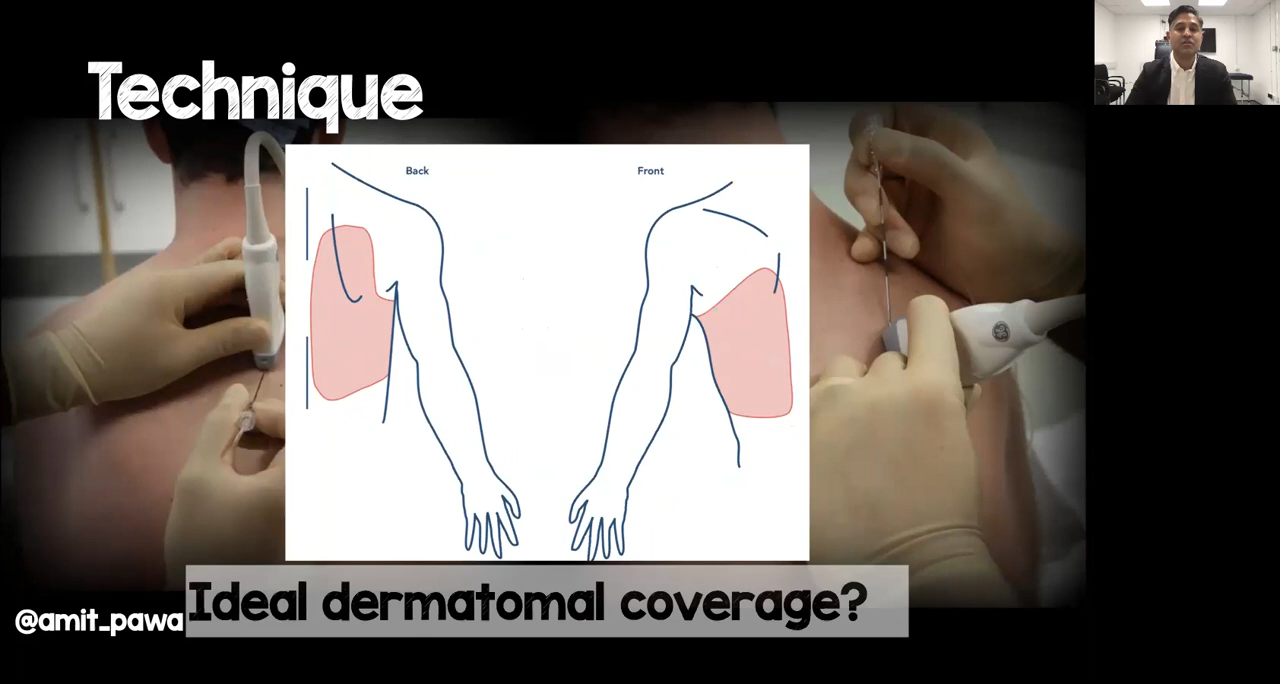 Technique
Back
Front
Ideal dermatomal coverage?
@amit_pawa